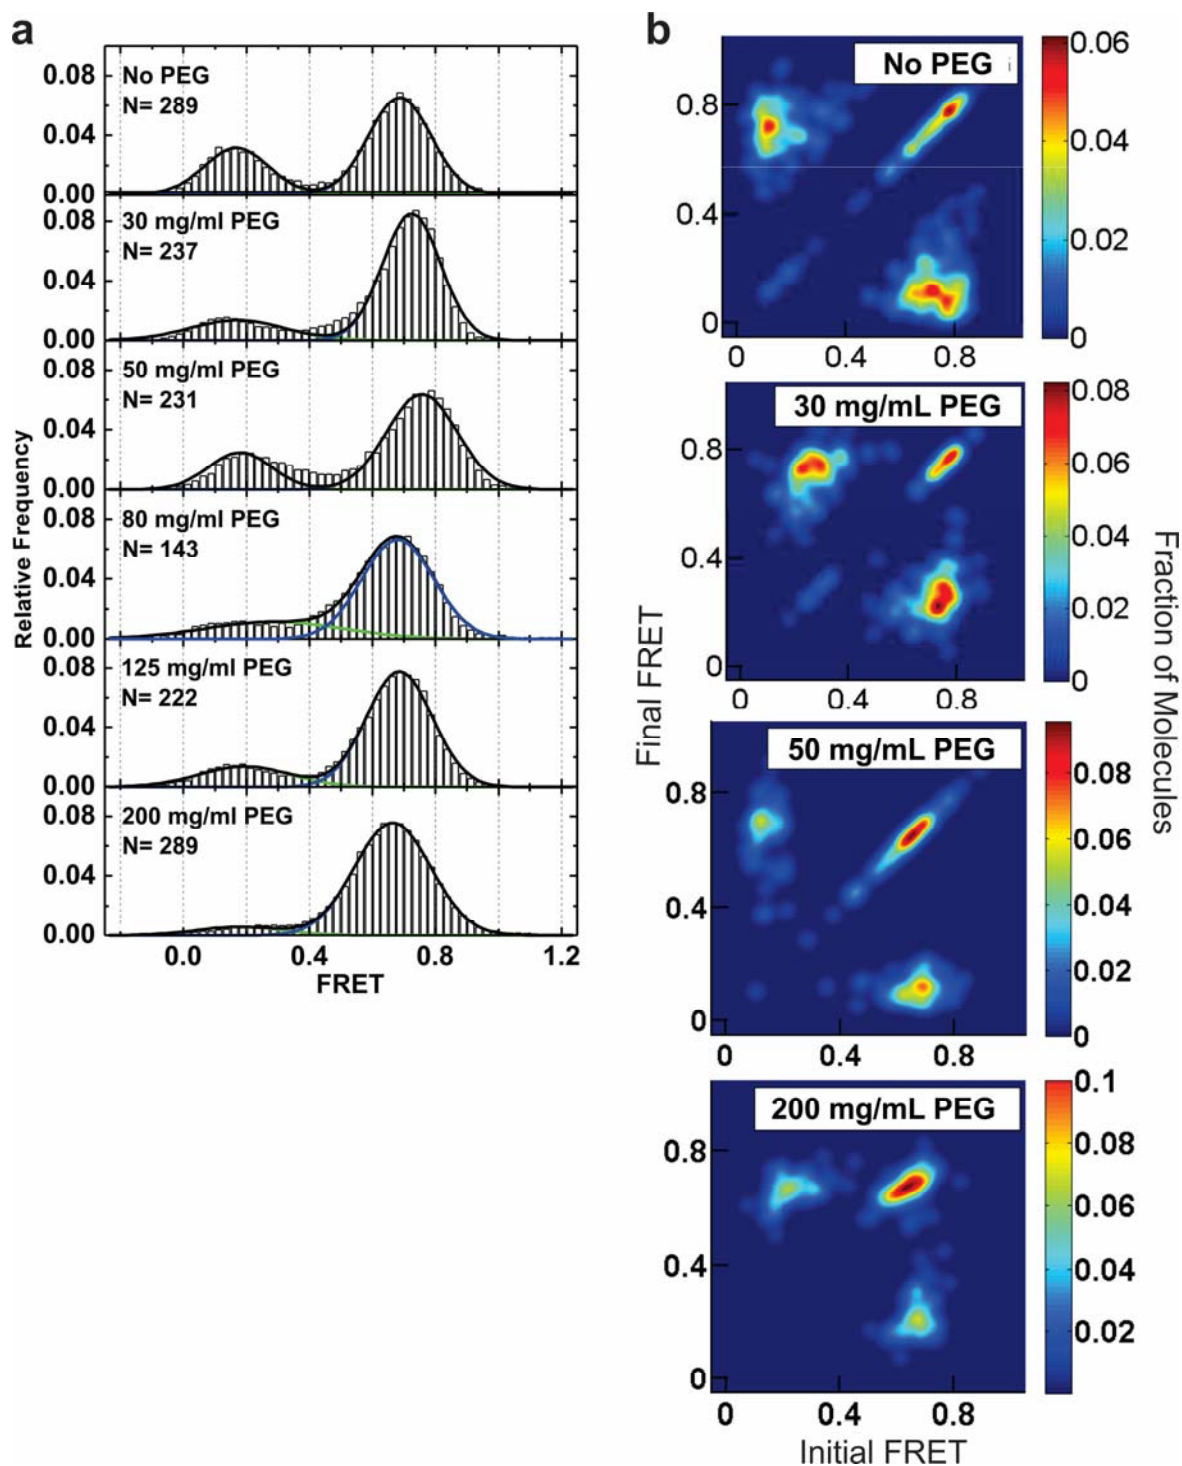 a
No PEG
N= 289
0.08
0.04
0.00
30 mg/ml PEG
N= 237
0.08
0.04
0.00
50 mg/ml PEG
N= 231
0.08
0.04
0.00
80 mg/ml PEG
N= 143
0.08
0.04
0.00
125 mg/ml PEG
N= 222
0.08
0.04
0.00
200 mg/ml PEG
N= 289
0.08
0.04
0.00
0.0 0.4 0.8 1.2
FRET
Relative Frequency
b
No PEG
0.8
0.4
0
0 0.4 0.8
0.06
0.04
0.02
0
30 mg/mL PEG
0.8
0.4
0
0 0.4 0.8
0.08
0.06
0.04
0.02
0
50 mg/mL PEG
0.8
0.4
0
0 0.4 0.8
0.08
0.06
0.04
0.02
0
200 mg/mL PEG
0.8
0.4
0
0 0.4 0.8
0.1
0.08
0.06
0.04
0.02
Final FRET
Initial FRET
Fraction of Molecules